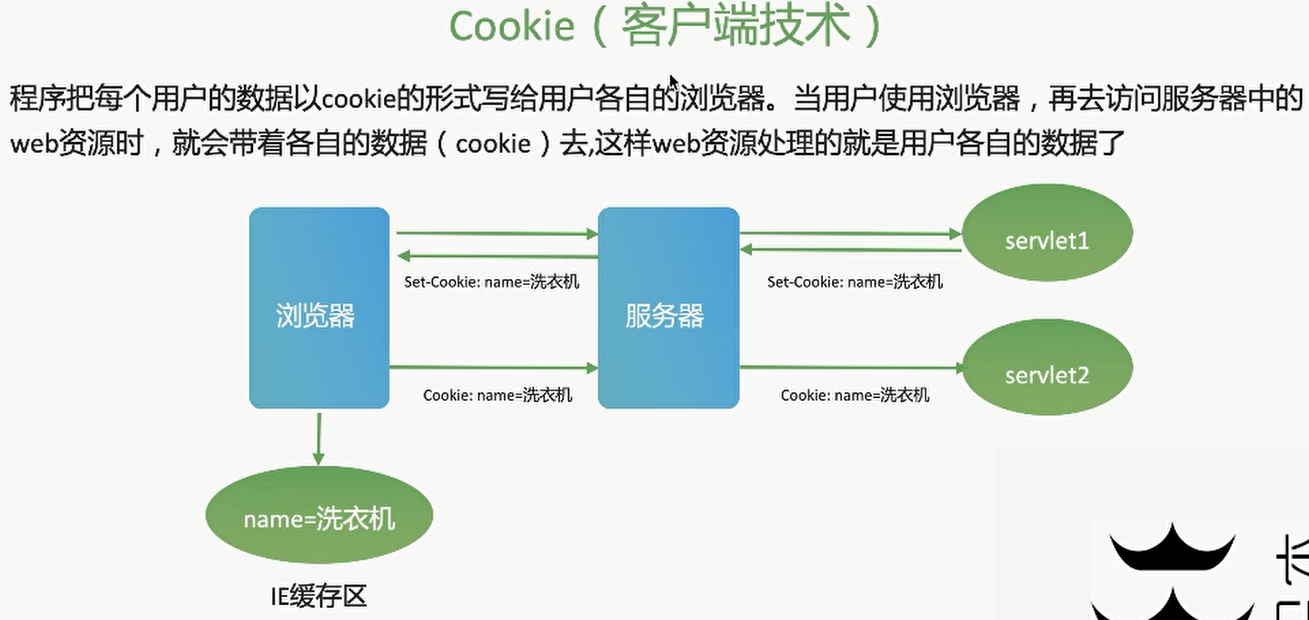 Cookie（客户端技术）
程序把每个用户的数据以cookie的形式写给用户各自的浏览器。当用户使用浏览器，再去访问服务器中的
web资源时，就会带着各自的数据（cookie）去,这样web资源处理的就是用户各自的数据了
servlet1
Set-Cookie: name=洗衣机
Set-Cookie: name=洗衣机
浏览器
服务器
servlet2
Cookie: name=洗衣机
Cookie: name=洗衣机
name=洗衣机
IE缓存区
长